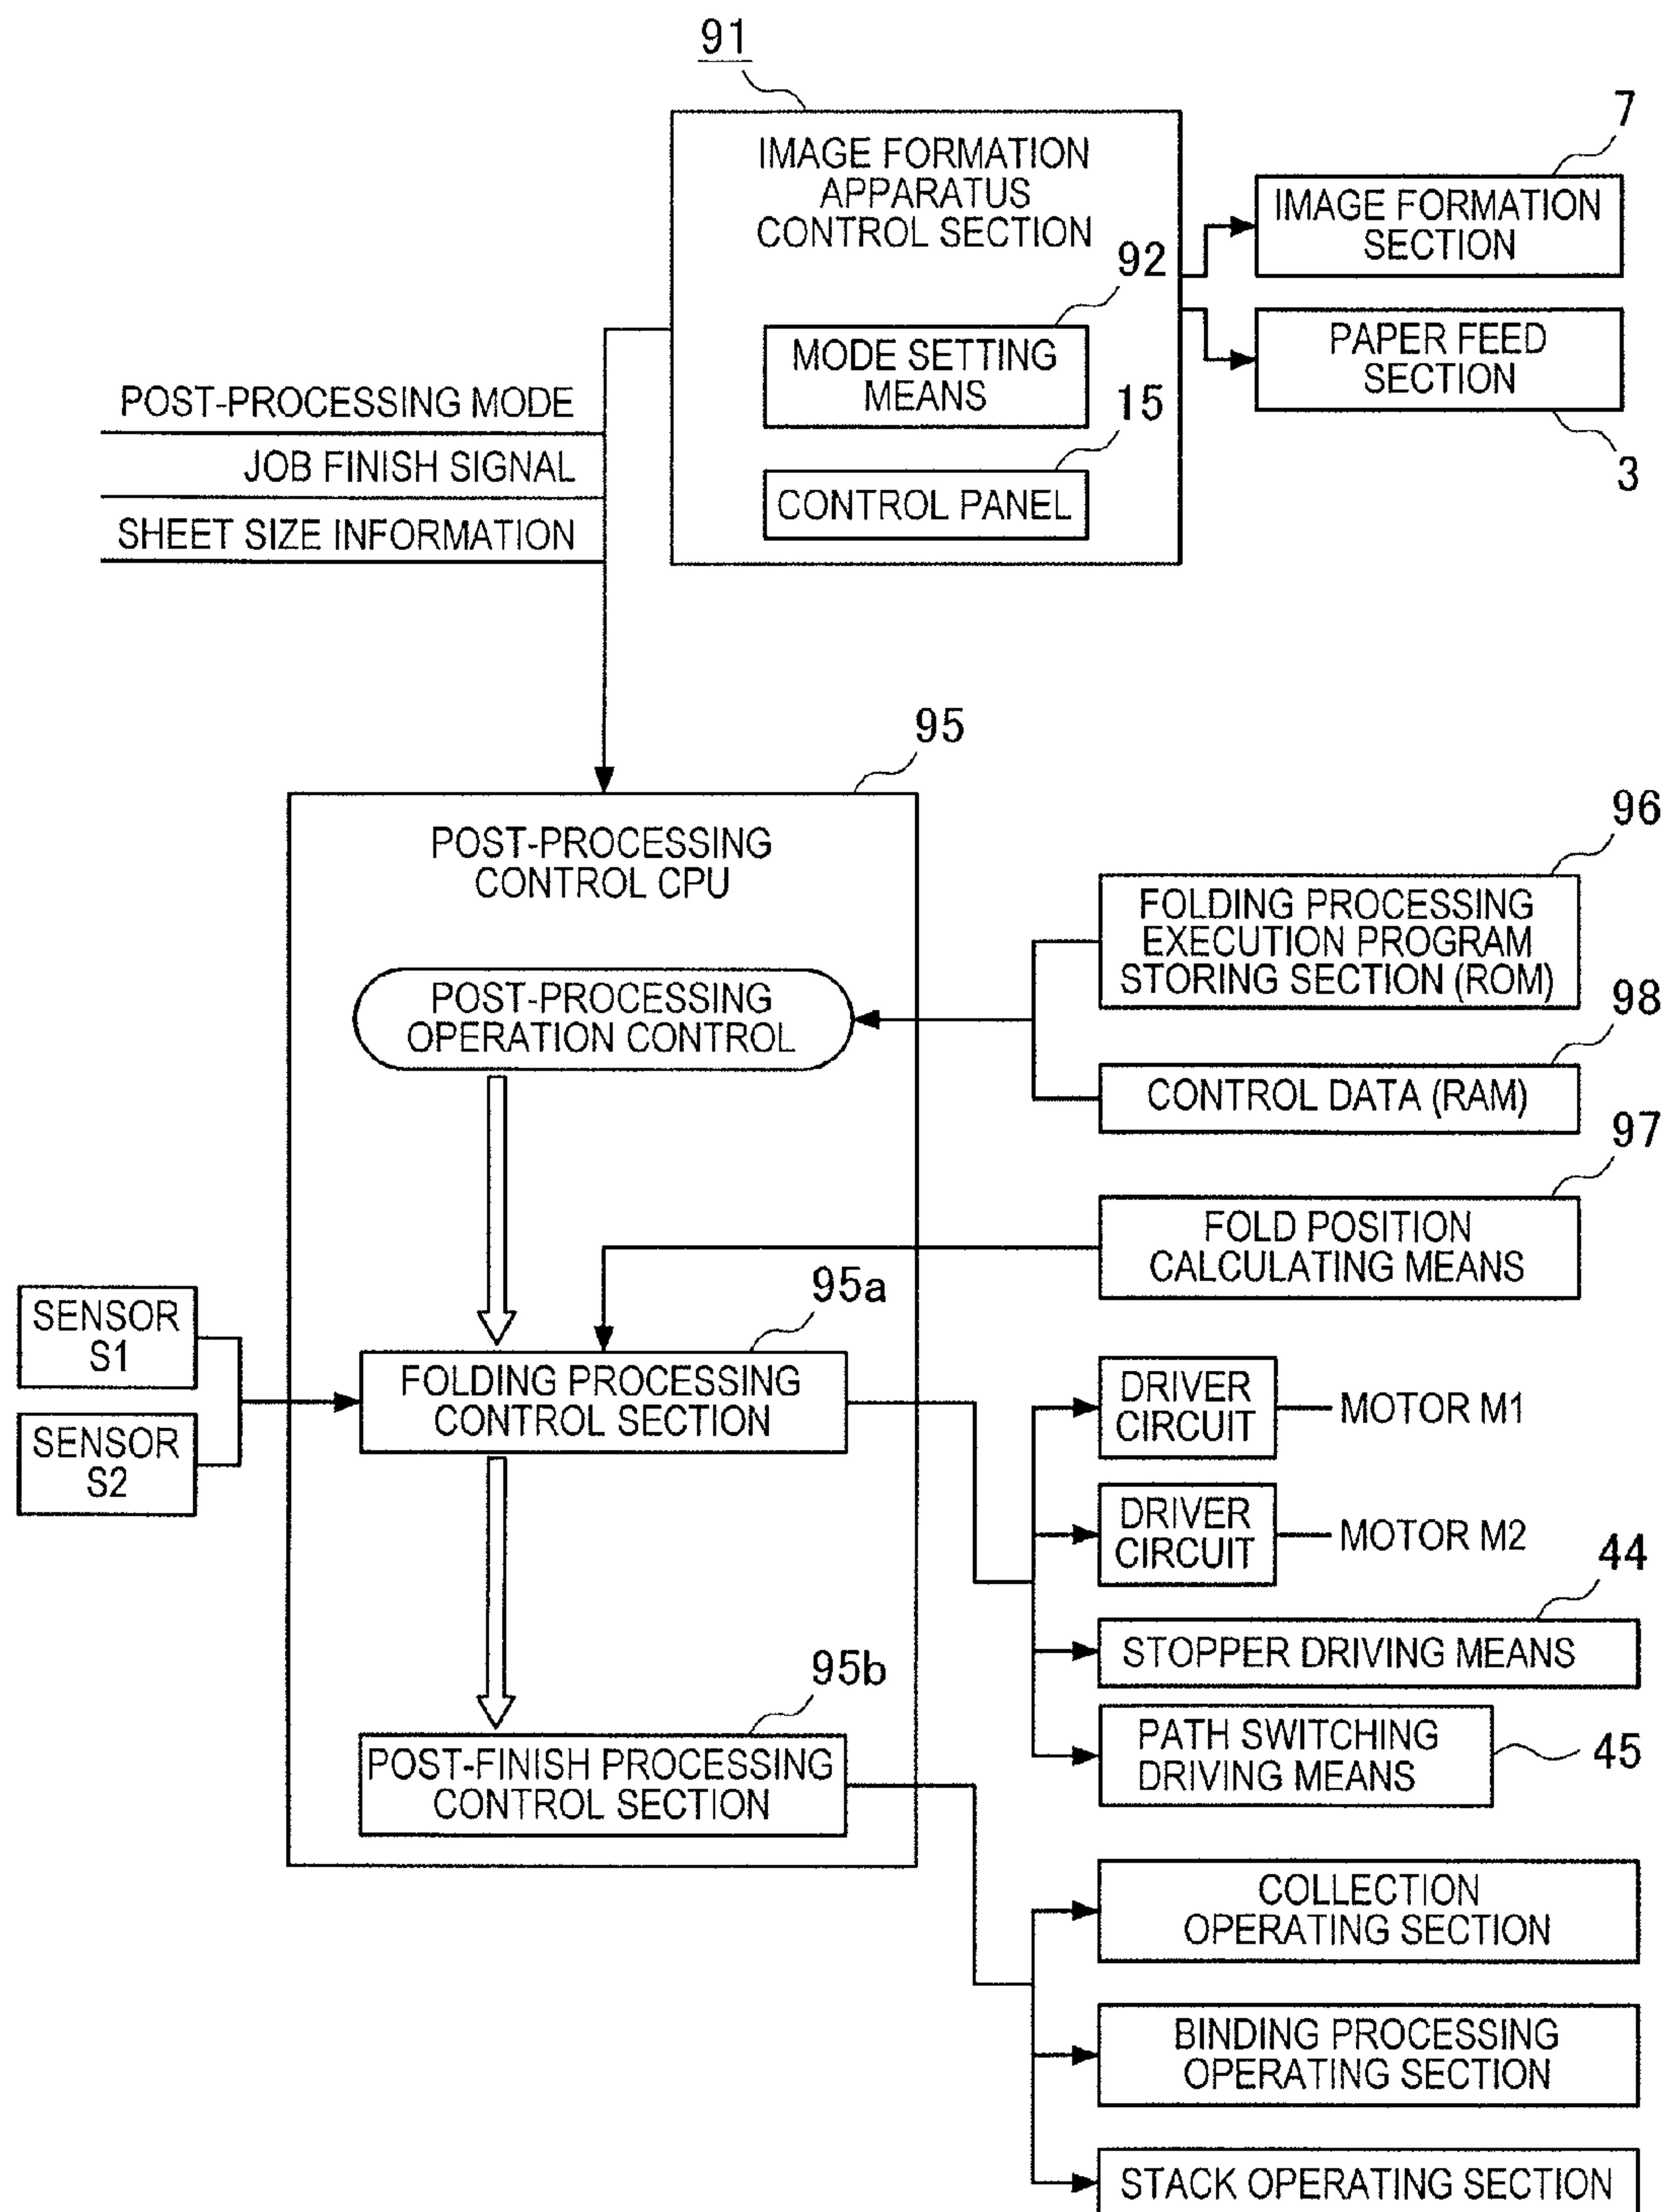 91
IMAGE FORMATION
APPARATUS
CONTROL SECTION
92
MODE SETTING
MEANS
15
CONTROL PANEL
7
IMAGE FORMATION
SECTION
PAPER FEED
SECTION
3
POST-PROCESSING MODE
JOB FINISH SIGNAL
SHEET SIZE INFORMATION
95
POST-PROCESSING
CONTROL CPU
POST-PROCESSING
OPERATION CONTROL
96
FOLDING PROCESSING
EXECUTION PROGRAM
STORING SECTION (ROM)
98
CONTROL DATA (RAM)
97
FOLD POSITION
CALCULATING MEANS
SENSOR
S1
SENSOR
S2
95a
FOLDING PROCESSING
CONTROL SECTION
DRIVER
CIRCUIT
MOTOR M1
DRIVER
CIRCUIT
MOTOR M2
44
STOPPER DRIVING MEANS
PATH SWITCHING
DRIVING MEANS
45
95b
POST-FINISH PROCESSING
CONTROL SECTION
COLLECTION
OPERATING SECTION
BINDING PROCESSING
OPERATING SECTION
STACK OPERATING SECTION